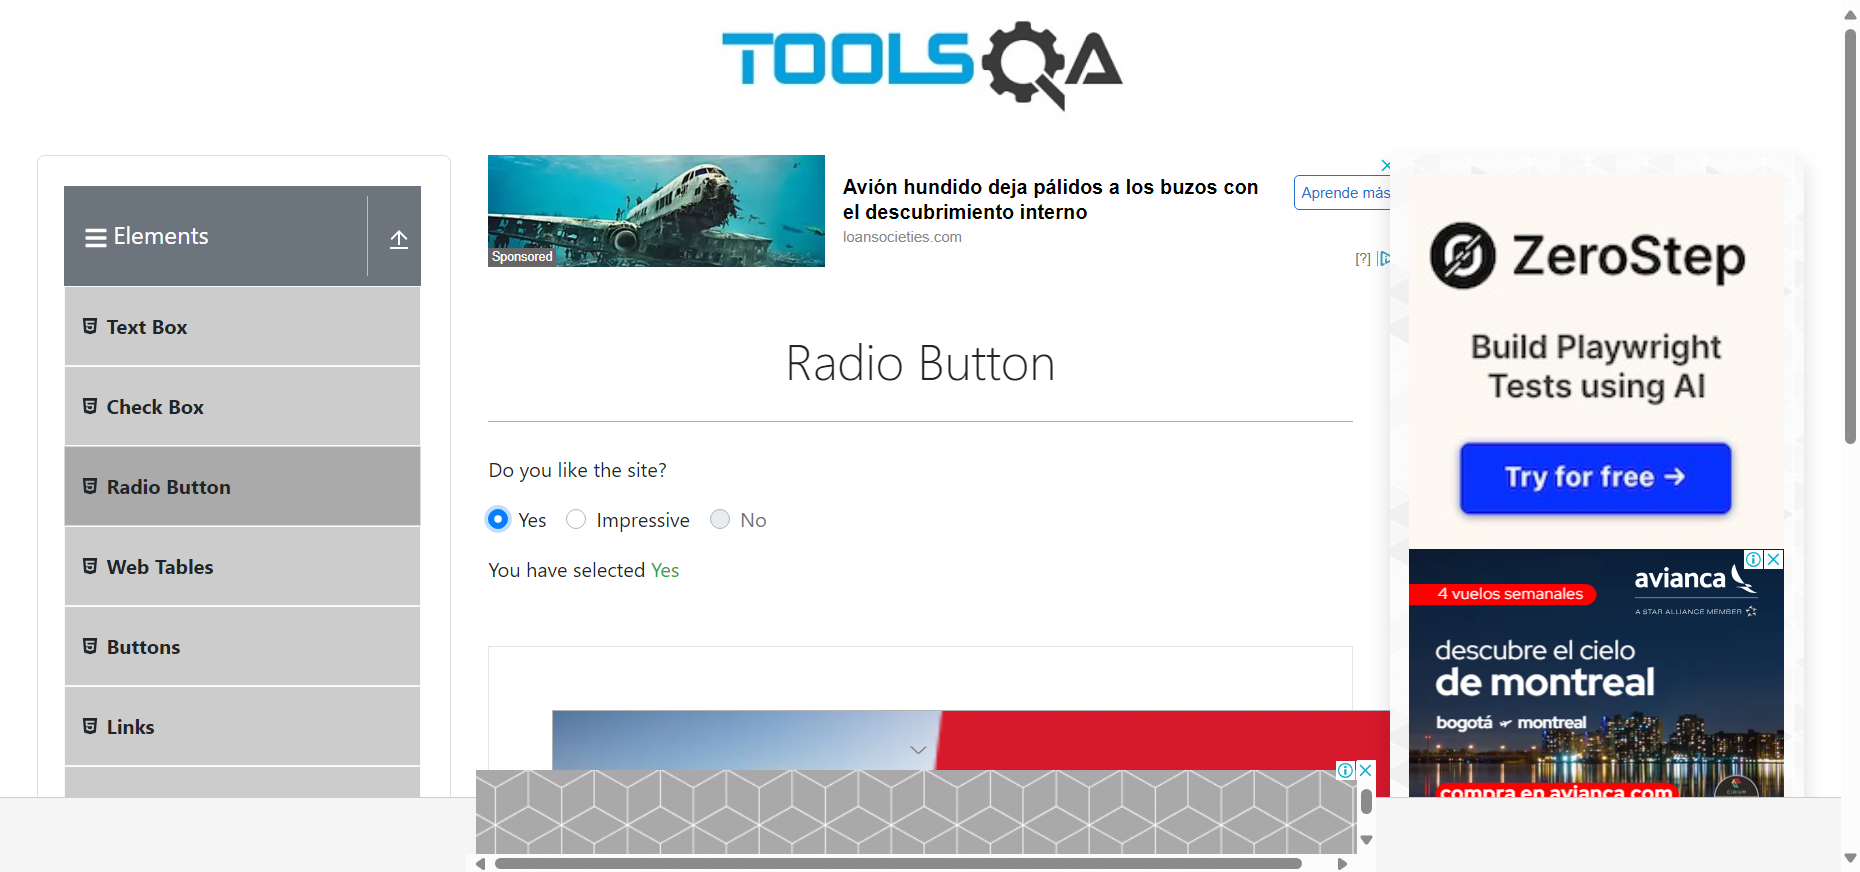 TOOLSQA
Elements
Text Box
Check Box
Radio Button
Web Tables
Buttons
Links
Sponsored
Avión hundido deja pálidos a los buzos con
el descubrimiento interno
loansocieties.com
Aprende más
[?]
Radio Button
Do you like the site?
Yes Impressive No
You have selected Yes
ZeroStep
Build Playwright
Tests using AI
Try for free →
4 vuelos semanales
avianca
A STAR ALLIANCE MEMBER
descubre el cielo
de montreal
bogotá montreal
compra en avianca.com